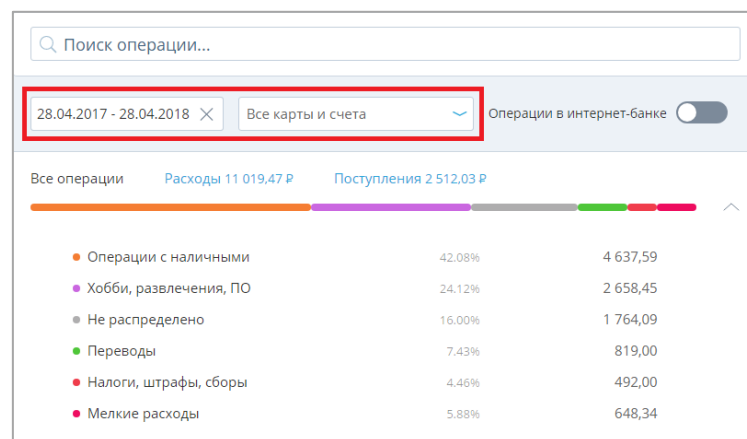 Поиск операции...
28.04.2017 - 28.04.2018 Все карты и счета Операции в интернет-банке
Все операции Расходы 11 019,47 ₽ Поступления 2 512,03 ₽
Операции с наличными 42.08% 4 637,59
Хобби, развлечения, ПО 24.12% 2 658,45
Не распределено 16.00% 1 764,09
Переводы 7.43% 819,00
Налоги, штрафы, сборы 4.46% 492,00
Мелкие расходы 5.88% 648,34